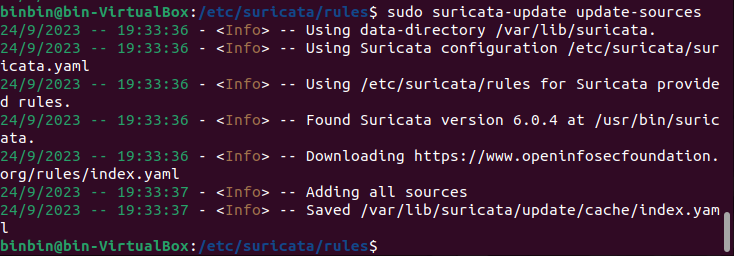 binbin@bin-VirtualBox:/etc/suricata/rules$ sudo suricata-update update-sources
24/9/2023 -- 19:33:36 - <Info> -- Using data-directory /var/lib/suricata.
24/9/2023 -- 19:33:36 - <Info> -- Using Suricata configuration /etc/suricata/sur
icata.yaml
24/9/2023 -- 19:33:36 - <Info> -- Using /etc/suricata/rules for Suricata provide
d rules.
24/9/2023 -- 19:33:36 - <Info> -- Found Suricata version 6.0.4 at /usr/bin/suric
ata.
24/9/2023 -- 19:33:36 - <Info> -- Downloading https://www.openinfosecfoundation.
org/rules/index.yaml
24/9/2023 -- 19:33:37 - <Info> -- Adding all sources
24/9/2023 -- 19:33:37 - <Info> -- Saved /var/lib/suricata/update/cache/index.yam
l
binbin@bin-VirtualBox:/etc/suricata/rules$